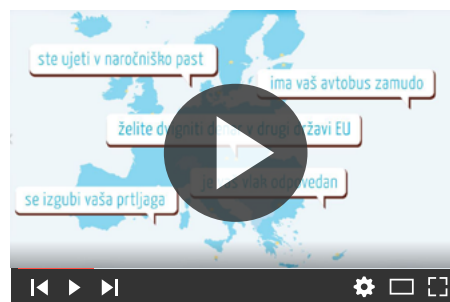 ste ujeti v naročniško past
ima vaš avtobus zamudo
želite dvigniti denar v drugi državi EU
je vaš vlak odpovedan
se izgubi vaša prtljaga